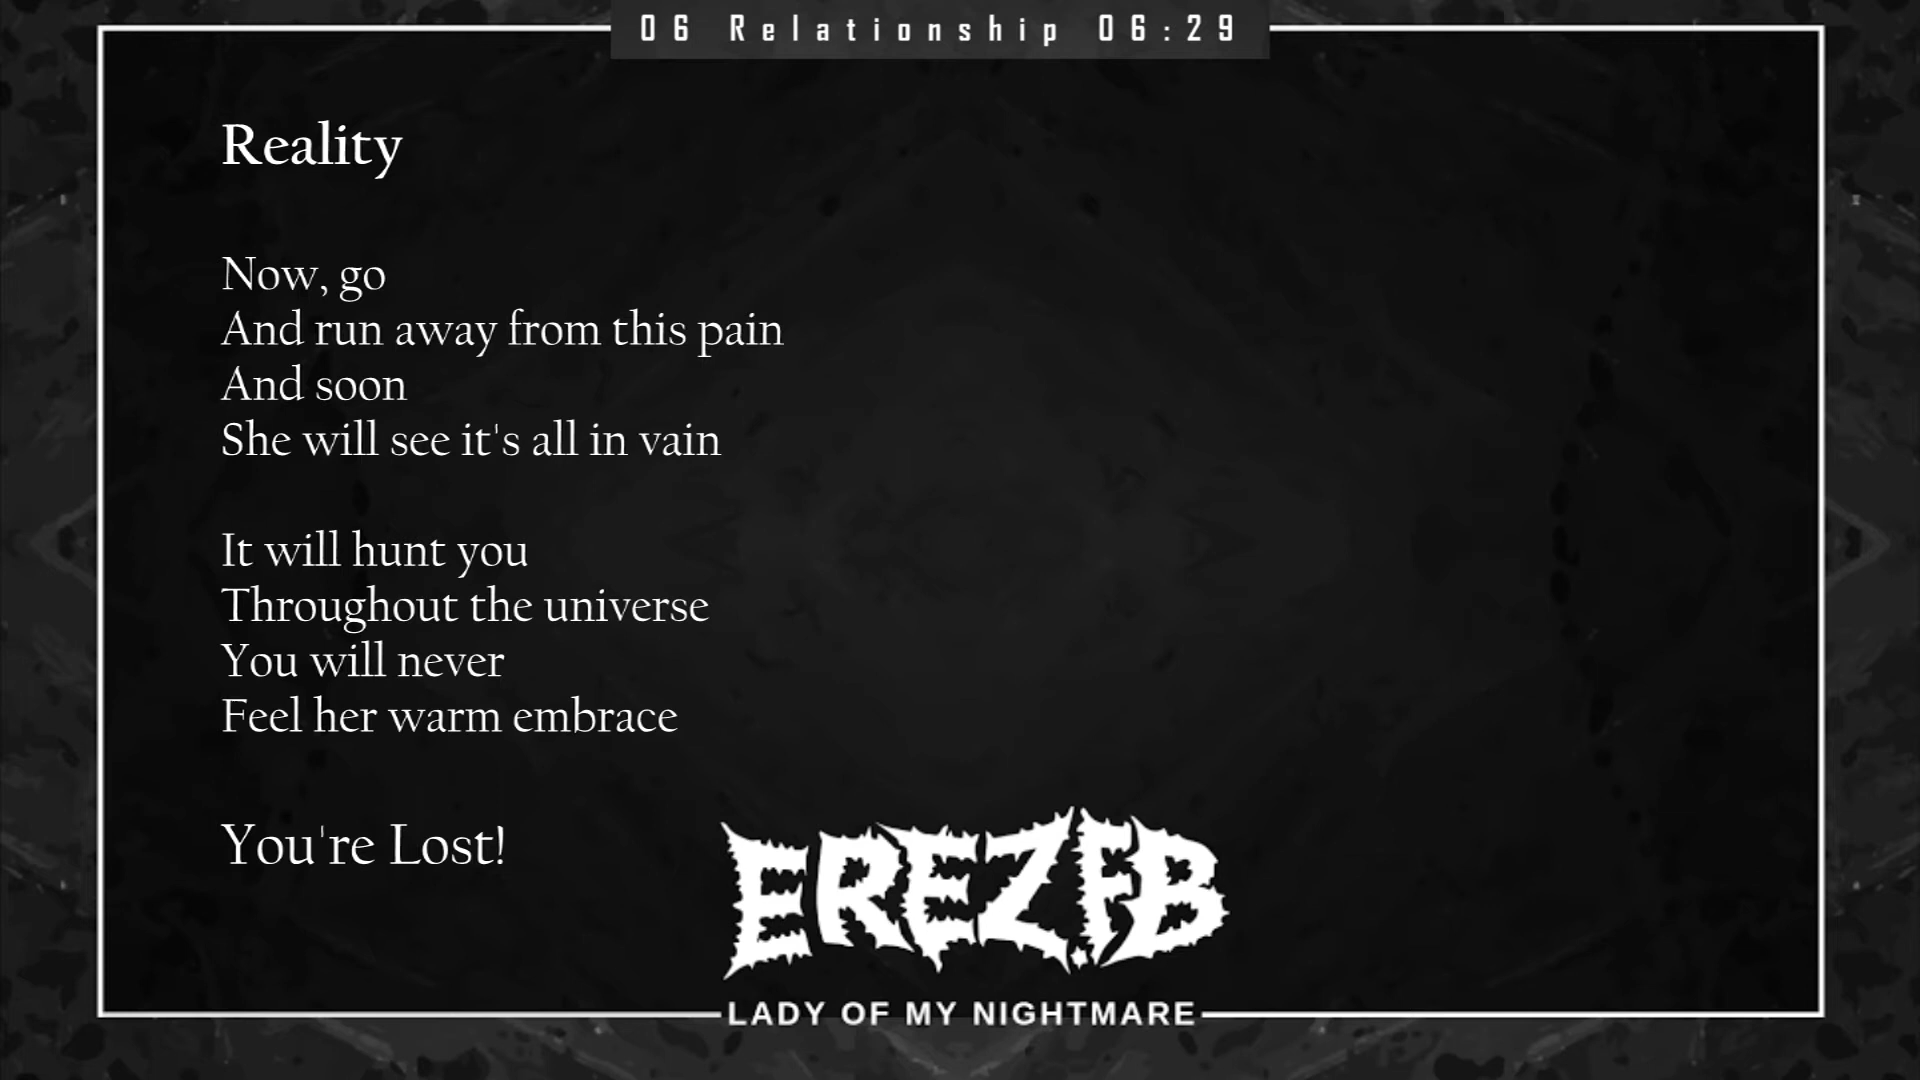 06 Relationship 06:29
Reality
Now, go
And run away from this pain
And soon
She will see it's all in vain
It will hunt you
Throughout the universe
You will never
Feel her warm embrace
You're Lost!
EREZ.FB
LADY OF MY NIGHTMARE